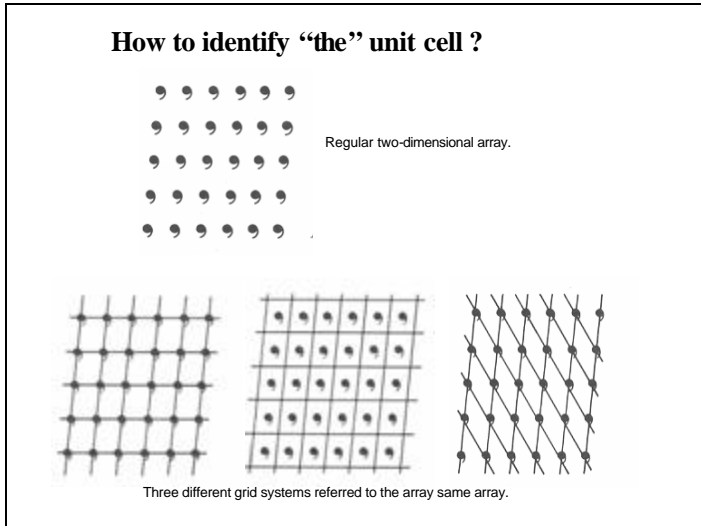 How to identify “the” unit cell ?
Regular two-dimensional array.
Three different grid systems referred to the array same array.